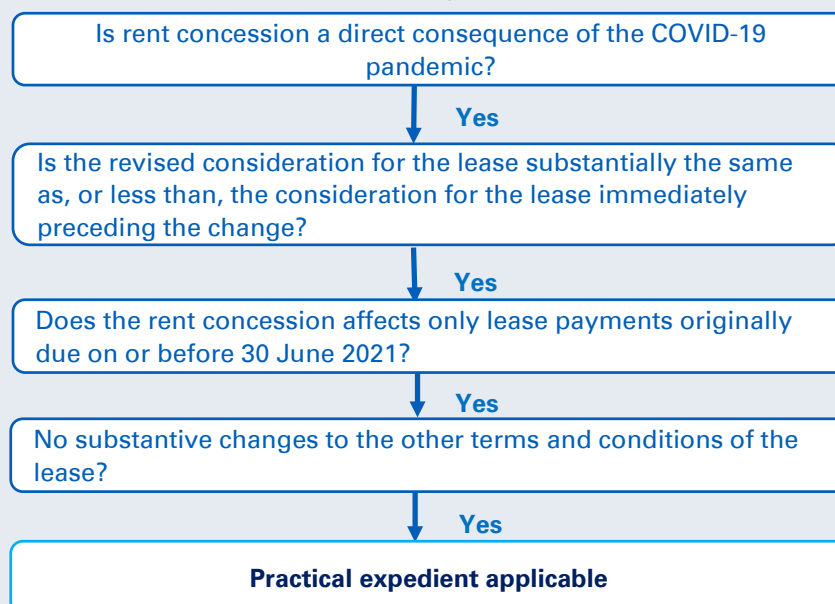 Is rent concession a direct consequence of the COVID-19
pandemic?
Yes
Is the revised consideration for the lease substantially the same
as, or less than, the consideration for the lease immediately
preceding the change?
Yes
Does the rent concession affects only lease payments originally
due on or before 30 June 2021?
Yes
No substantive changes to the other terms and conditions of the
lease?
Yes
Practical expedient applicable